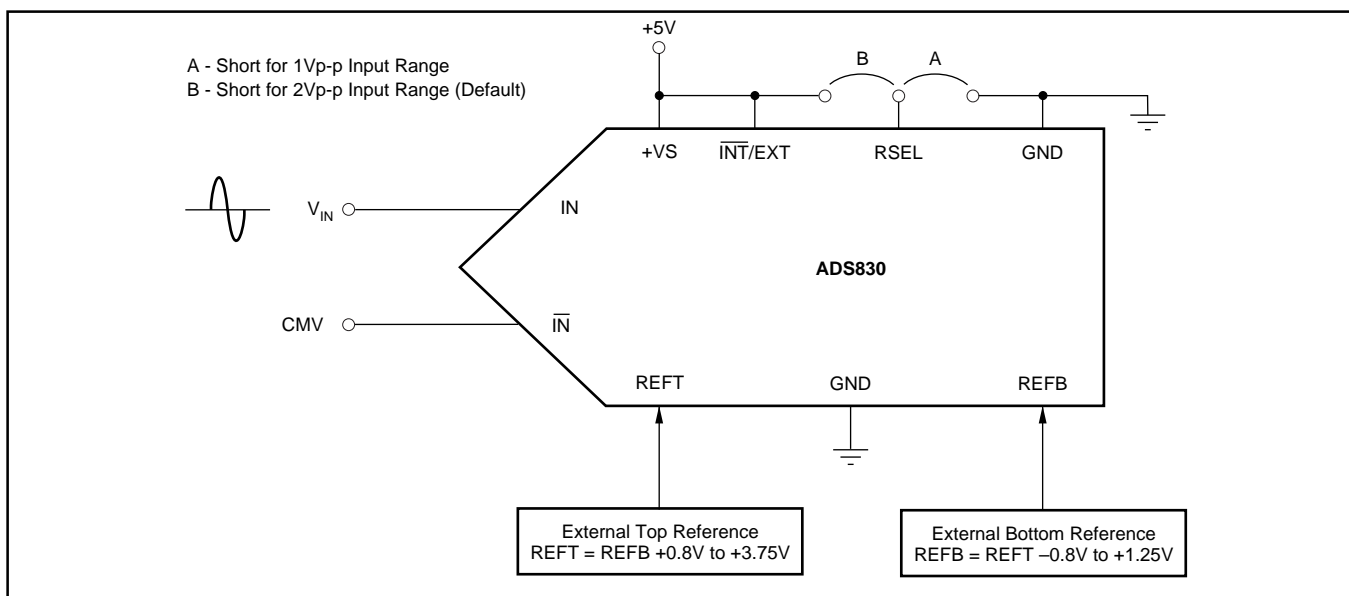 +5V
A - Short for 1Vp-p Input Range
B - Short for 2Vp-p Input Range (Default)
B
A
+VS
I̅N̅T̅/EXT
RSEL
GND
V_IN
IN
ADS830
CMV
I̅N̅
REFT
GND
REFB
External Top Reference
REFT = REFB +0.8V to +3.75V
External Bottom Reference
REFB = REFT –0.8V to +1.25V